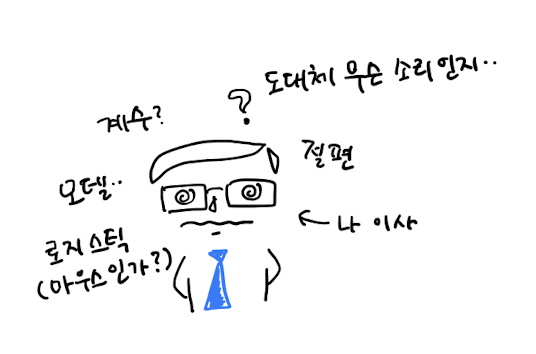 도대체 무슨 소리인지..
?
계수?
절편
모델..
← 나 이사
로지스틱
(마우스인가?)